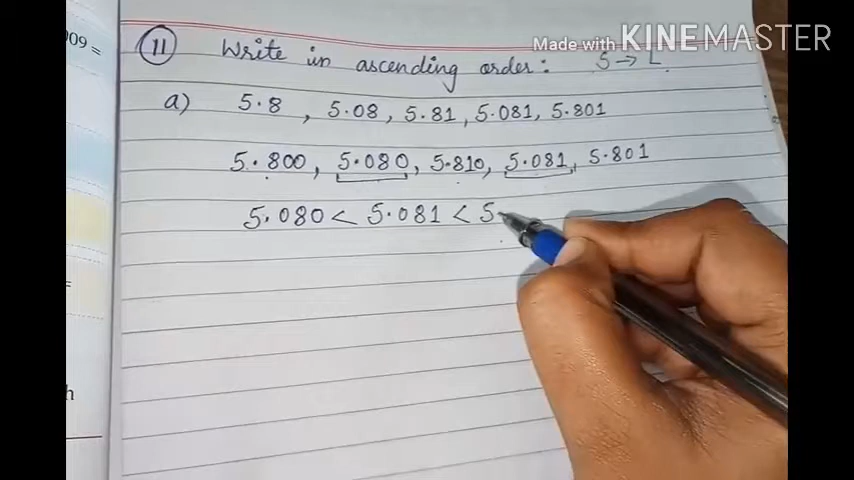 Made with KINEMASTER
909 =
11 Write in ascending order: S → L
a) 5.8 , 5.08, 5.81, 5.081, 5.801
5.800, 5.080, 5.810, 5.081, 5.801
5.080 < 5.081 < 5
=
h